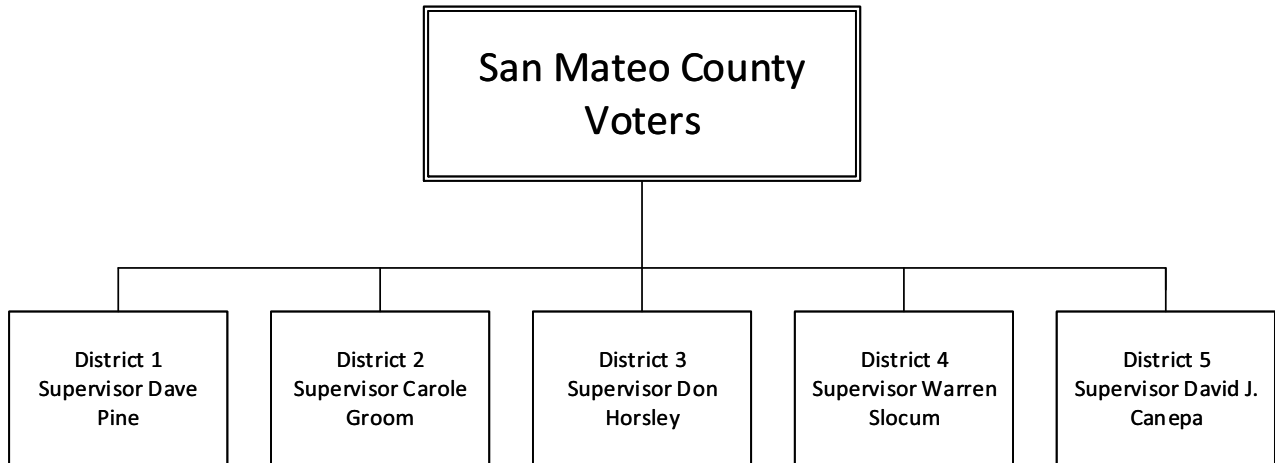 San Mateo County
Voters
District 1
Supervisor Dave
Pine
District 2
Supervisor Carole
Groom
District 3
Supervisor Don
Horsley
District 4
Supervisor Warren
Slocum
District 5
Supervisor David J.
Canepa